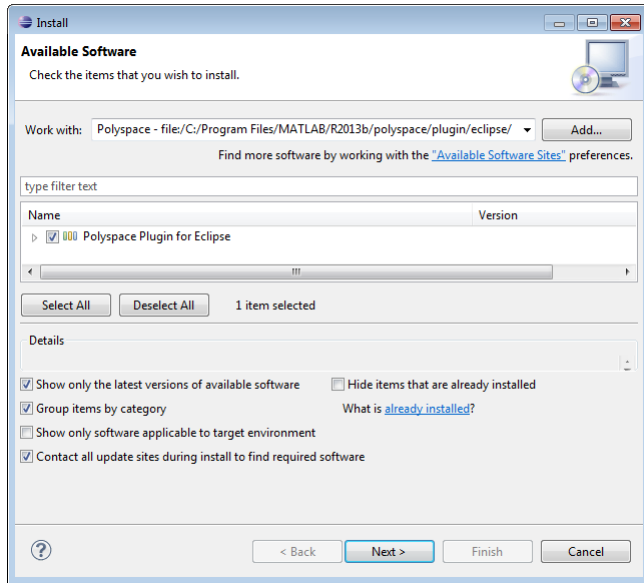 Install
Available Software
Check the items that you wish to install.
Work with: Polyspace - file:/C:/Program Files/MATLAB/R2013b/polyspace/plugin/eclipse/ Add...
Find more software by working with the "Available Software Sites" preferences.
type filter text
Name Version
Polyspace Plugin for Eclipse
Select All Deselect All 1 item selected
Details
Show only the latest versions of available software Hide items that are already installed
Group items by category What is already installed?
Show only software applicable to target environment
Contact all update sites during install to find required software
? < Back Next > Finish Cancel